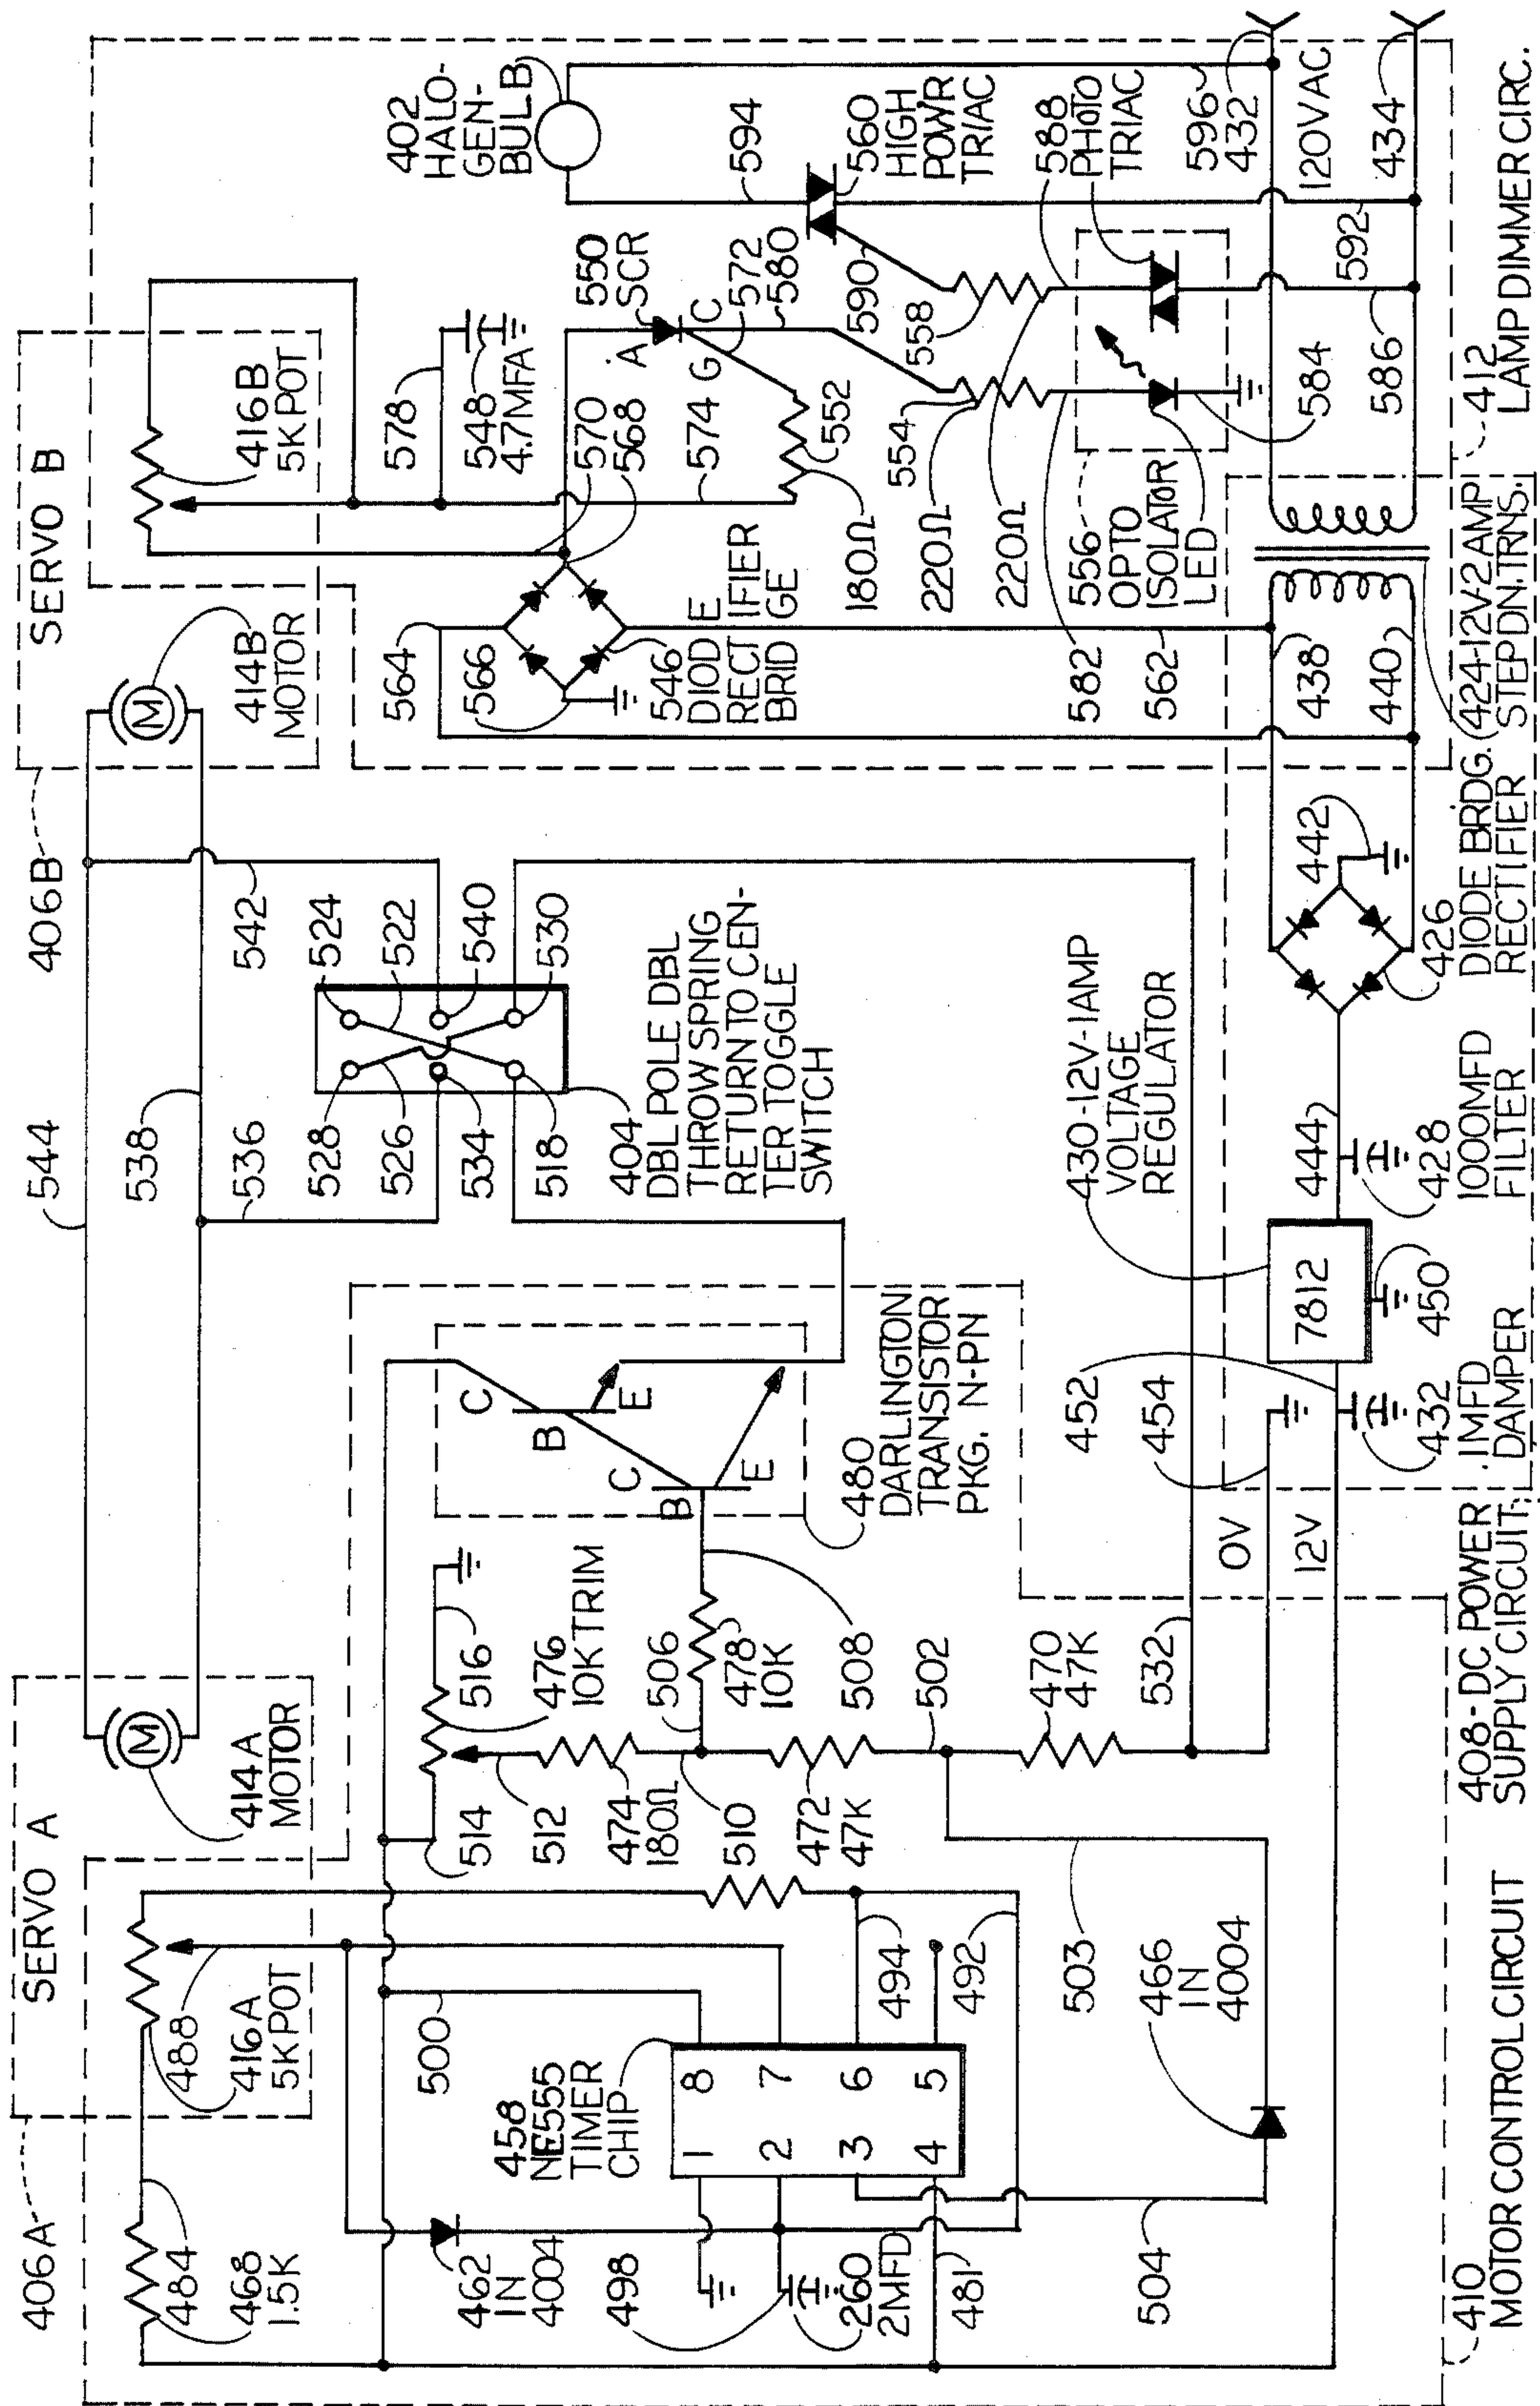 544
538
536
542
406B
SERVO B
SERVO A
406A
414A
MOTOR
414B
MOTOR
416B
5K POT
402
HALO-
GEN-
BULB
578
548
4.7MFA
570
568
574
564
566
546
DIOD E
RECT IFIER
BRID GE
550
SCR
A
G
C
572
580
552
180Ω
554
220Ω
220Ω
558
590
594
560
HIGH
POWR
TRIAC
588
PHOTO
TRIAC
596
432
120VAC
434
592
584
586
556
OPTO
ISOLATOR
LED
582
562
438
440
412
LAMP DIMMER CIRC.
424-12V-2AMP
STEPDN.TRNS.
DIODE BRDG.
RECTIFIER
426
442
444
428
1000MFD
FILTER
430-12V-1AMP
VOLTAGE
REGULATOR
7812
450
432
.1MFD
DAMPER
452
454
0V
12V
408-DC POWER
SUPPLY CIRCUIT
528
526
534
518
524
522
540
530
404
DBL POLE DBL
THROW SPRING
RETURN TO CEN-
TER TOGGLE
SWITCH
C
B
E
C
B
E
480
DARLINGTON
TRANSISTOR
PKG. N-PN
516
476
10K TRIM
514
512
474
180Ω
510
506
478
10K
508
502
472
47K
470
47K
532
503
466
IN
4004
504
488
416A
5K POT
484
468
1.5K
500
458
NE555
TIMER
CHIP
1
2
3
4
8
7
6
5
494
492
462
IN
4004
498
260
2MFD
481
410
MOTOR CONTROL CIRCUIT
M
M